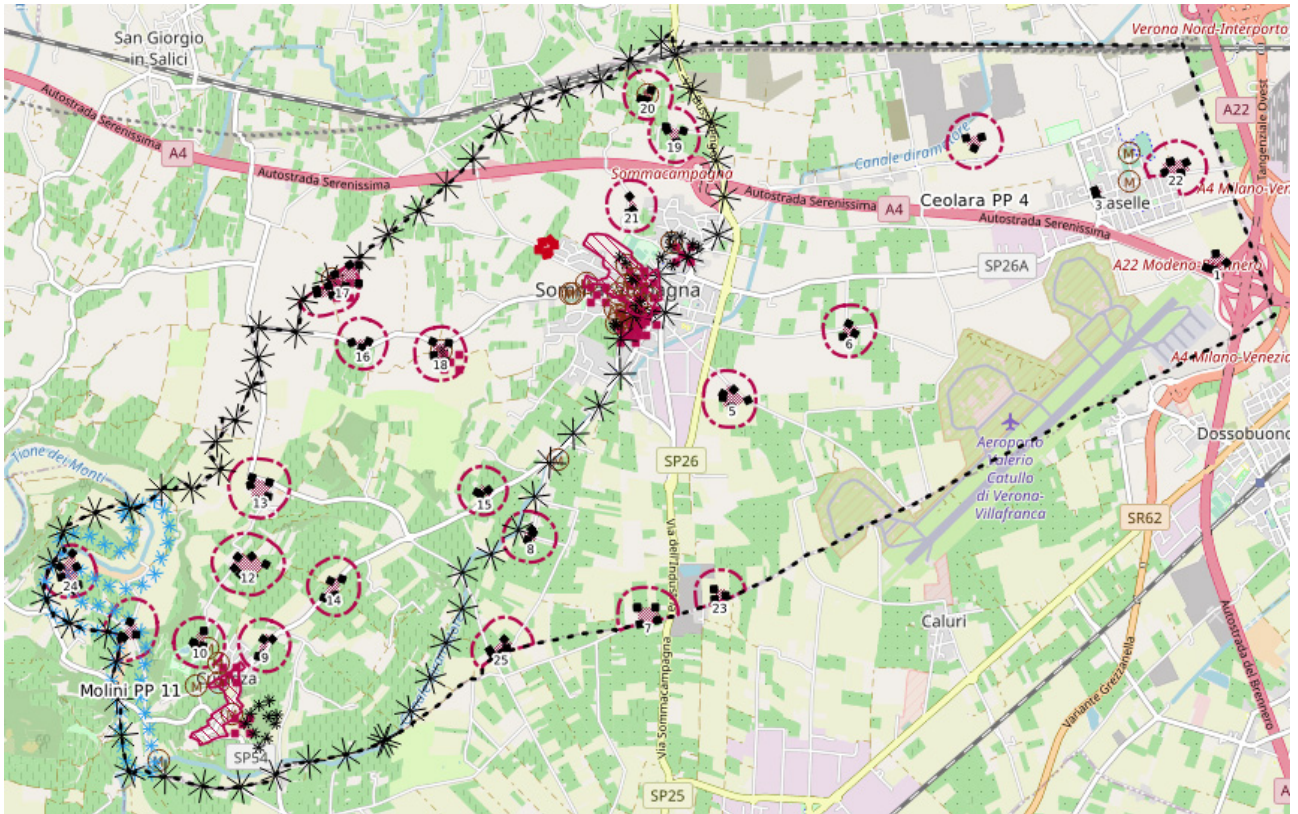 San Giorgio
in Salici
Verona Nord-Interporto
A22
Autostrada Serenissima
A4
Autostrada Serenissima
Sommacampagna
Autostrada Serenissima
A4
Autostrada Serenissima
Canale diramatore
Ceolara PP 4
Tangenziale Ovest
20
19
21
22
3
SP26A
A22 Modena-Brennero
1
17
16
18
6
5
A4 Milano-Venezia
Dossobuono
Aeroporto
Valerio
Catullo
di Verona-
Villafranca
SP26
SR62
Tione dei Monti
13
15
8
12
24
14
Via dell'Industria
7
23
25
10
9
M
Molini PP 11
Caluri
SP54
Via Sommacampagna
SP25
Variante Grezzanella
Autostrada del Brennero